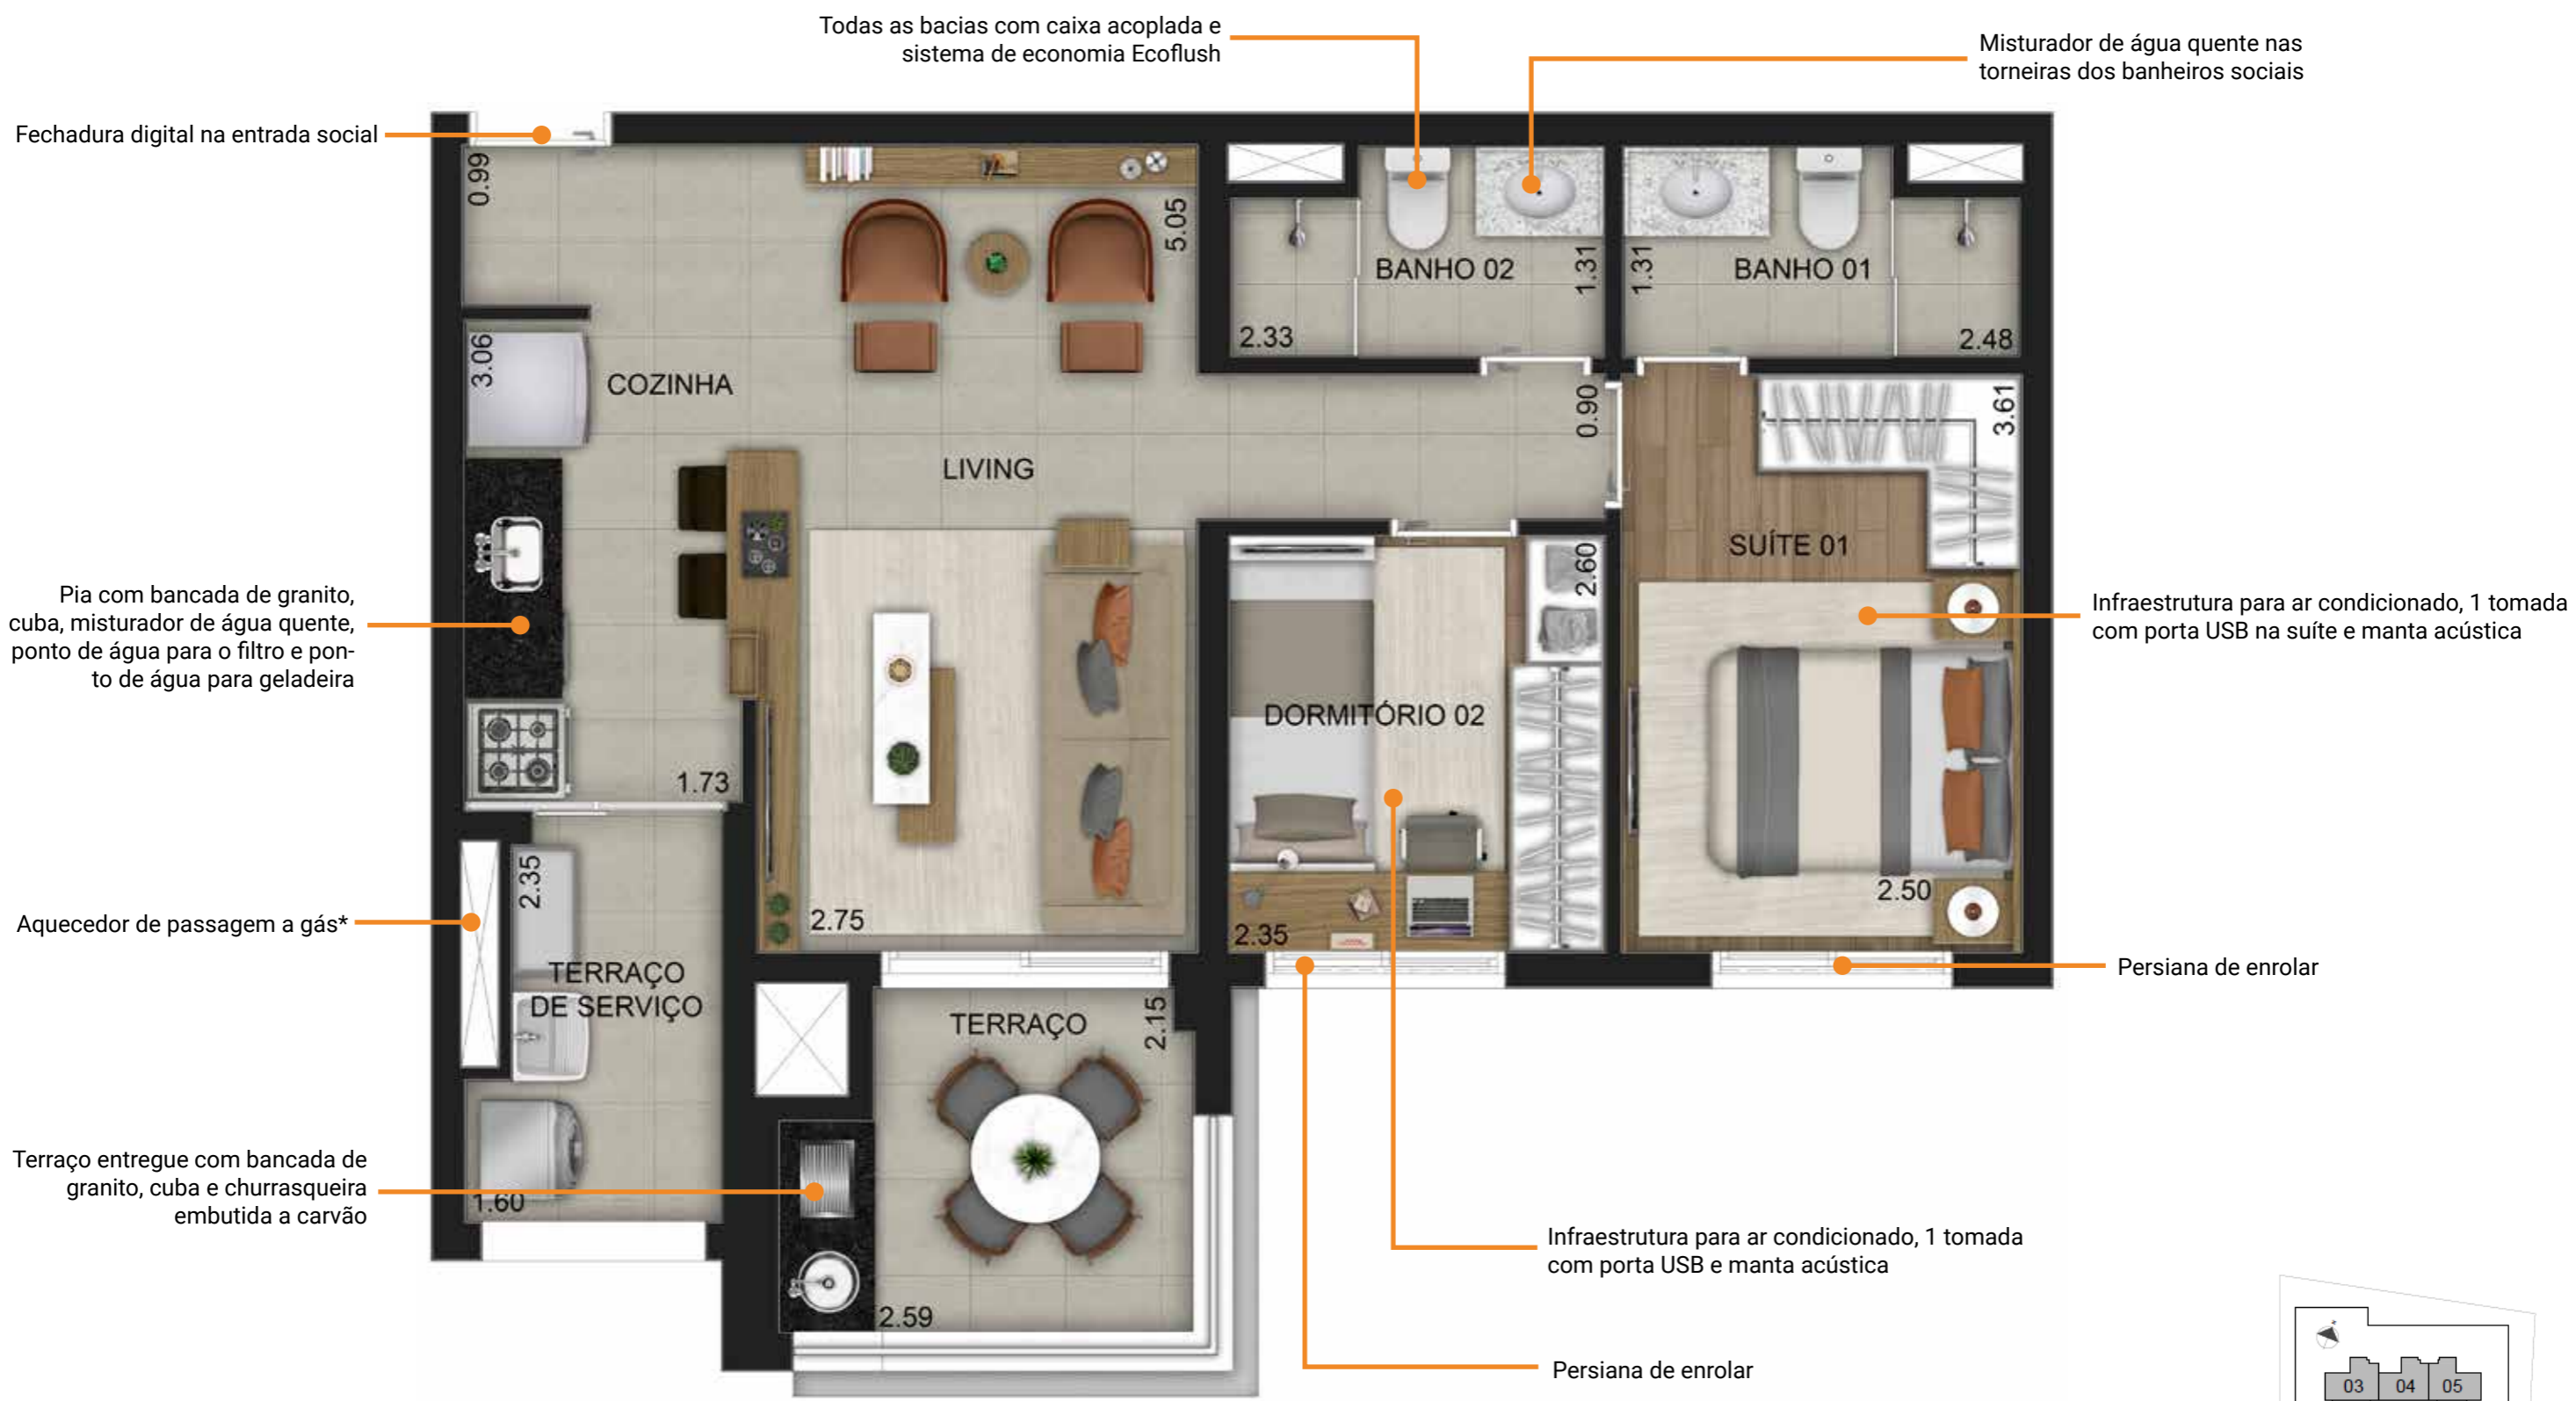 Todas as bacias com caixa acoplada e
sistema de economia Ecoflush
Misturador de água quente nas
torneiras dos banheiros sociais
Fechadura digital na entrada social
0.99
5.05
BANHO 02
1.31
2.33
1.31
BANHO 01
2.48
3.06
COZINHA
LIVING
0.90
3.61
SUÍTE 01
2.60
Pia com bancada de granito,
cuba, misturador de água quente,
ponto de água para o filtro e pon-
to de água para geladeira
Infraestrutura para ar condicionado, 1 tomada
com porta USB na suíte e manta acústica
DORMITÓRIO 02
1.73
2.35
2.75
2.35
2.50
Aquecedor de passagem a gás*
Persiana de enrolar
TERRAÇO
DE SERVIÇO
TERRAÇO
2.15
Terraço entregue com bancada de
granito, cuba e churrasqueira
embutida a carvão
1.60
2.59
Infraestrutura para ar condicionado, 1 tomada
com porta USB e manta acústica
Persiana de enrolar
03
04
05